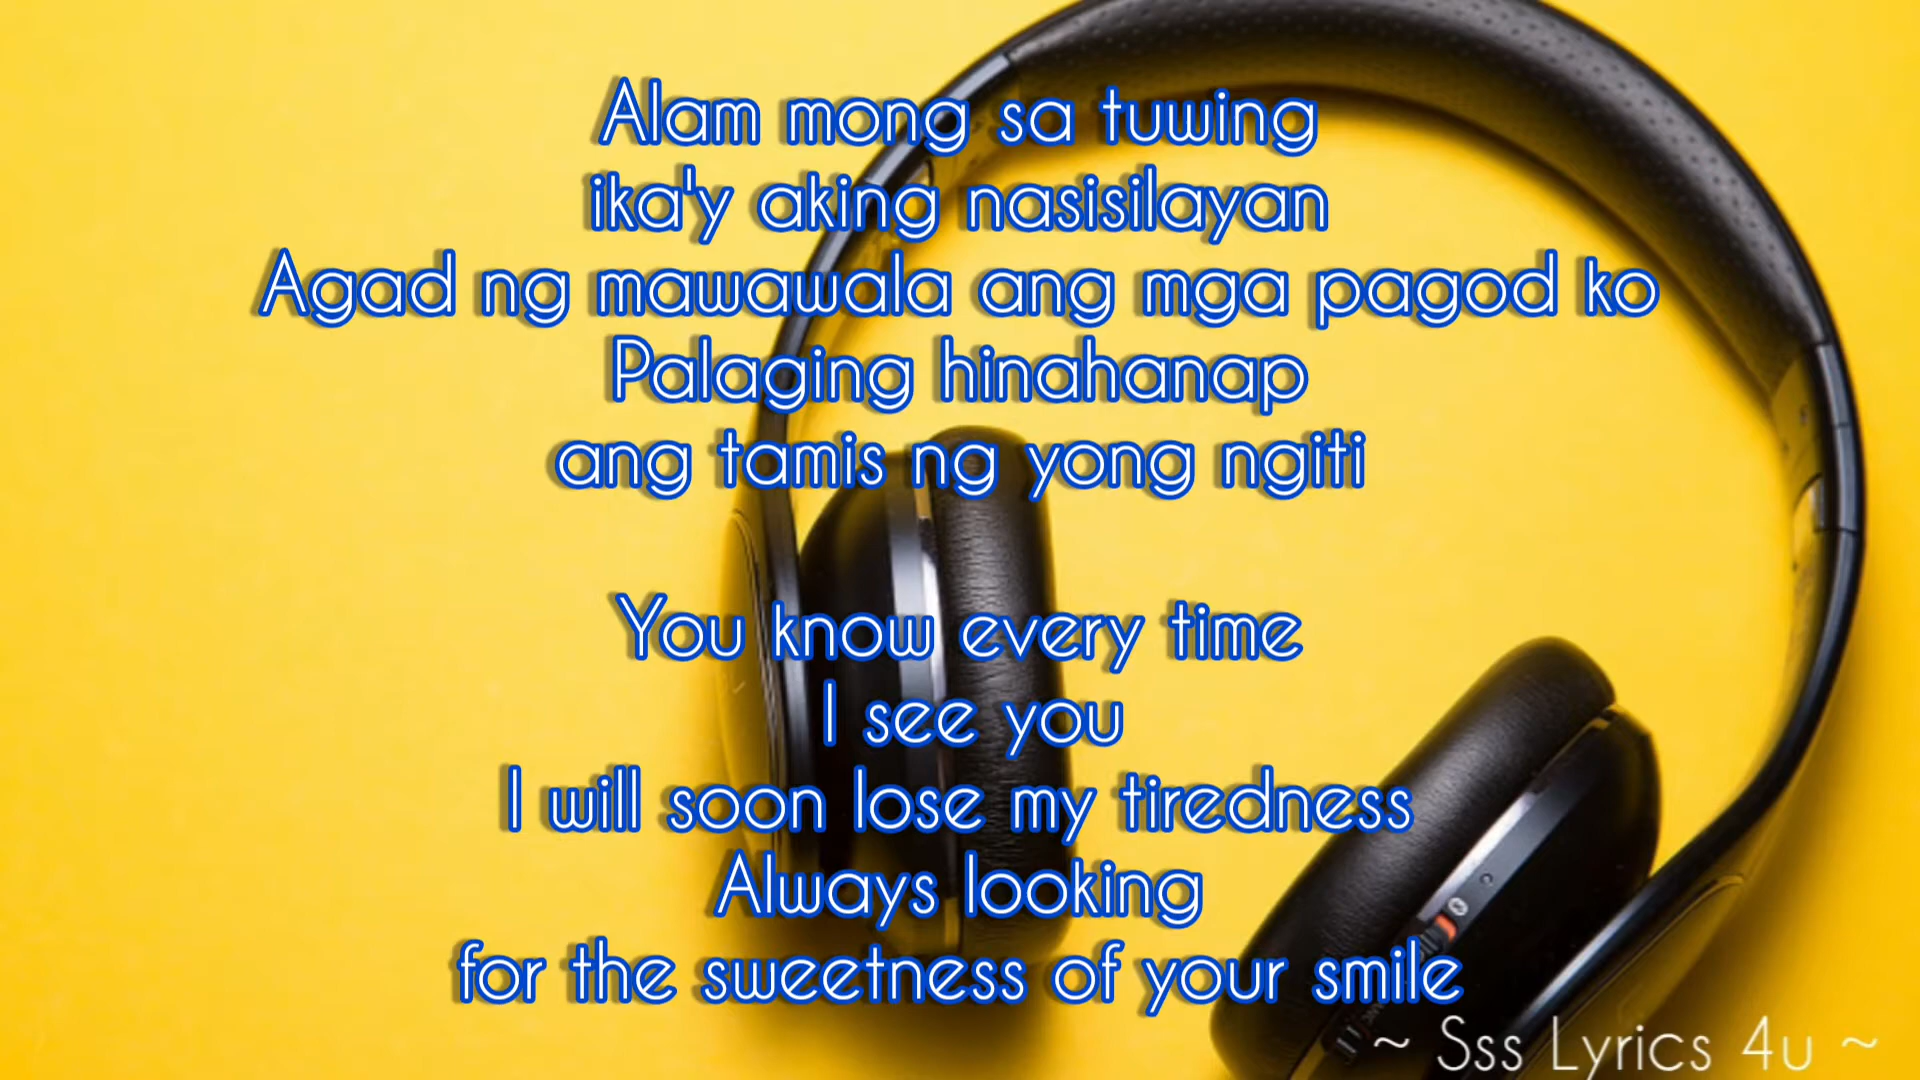 Alam mong sa tuwing
ika'y aking nasisilayan
Agad ng mawawala ang mga pagod ko
Palaging hinahanap
ang tamis ng yong ngiti
You know every time
I see you
I will soon lose my tiredness
Always looking
for the sweetness of your smile
~ Sss Lyrics 4u ~